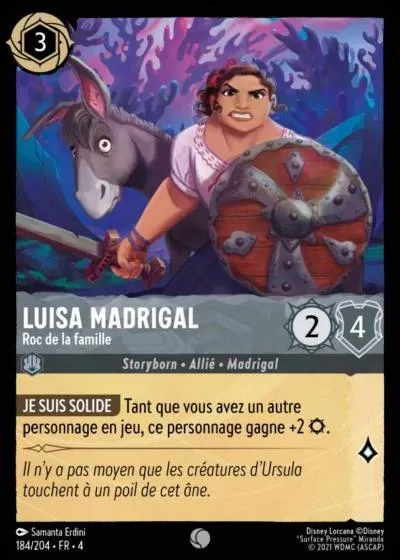 3
LUISA MADRIGAL
Roc de la famille
2
4
Storyborn • Allié • Madrigal
JE SUIS SOLIDE Tant que vous avez un autre
personnage en jeu, ce personnage gagne +2 .
Il n'y a pas moyen que les créatures d'Ursula
touchent à un poil de cet âne.
Samanta Erdini
184/204 • FR • 4
Disney Lorcana ©Disney
"Surface Pressure" Miranda
© 2021 WDMC (ASCAP)